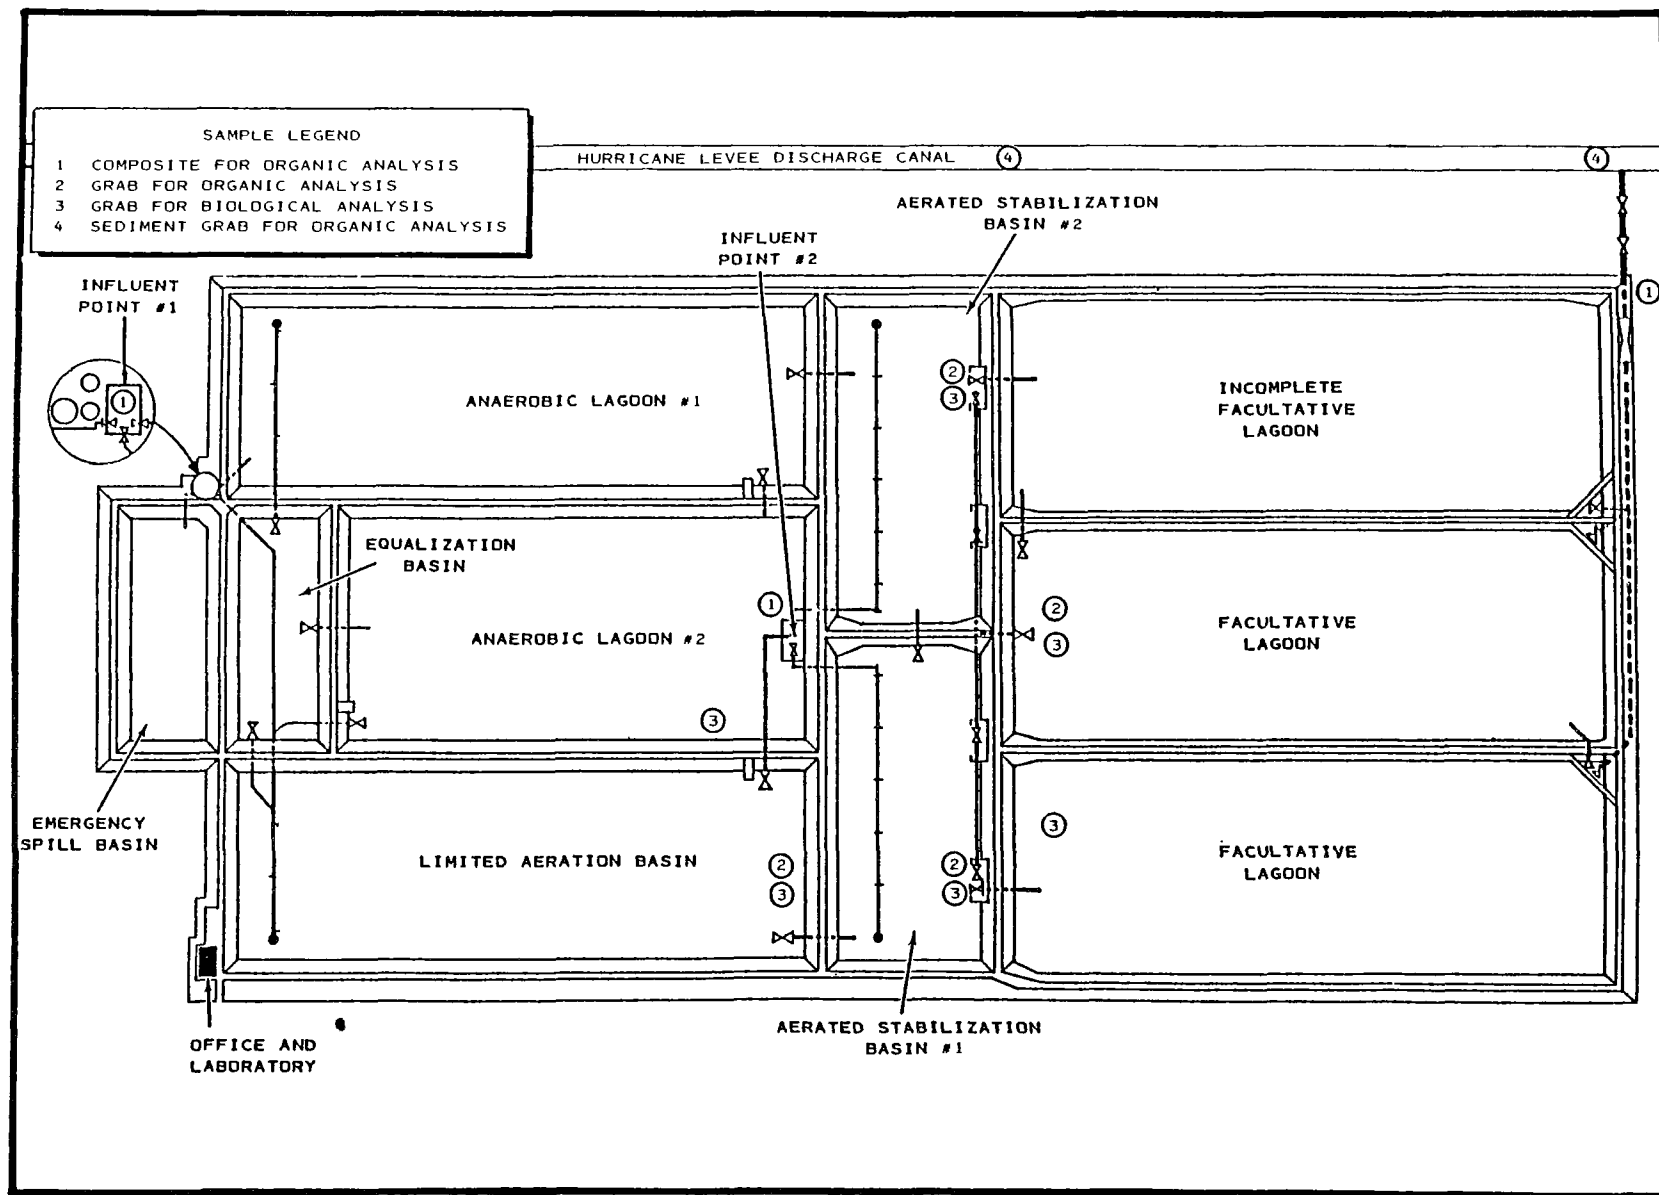 SAMPLE LEGEND
1 COMPOSITE FOR ORGANIC ANALYSIS
2 GRAB FOR ORGANIC ANALYSIS
3 GRAB FOR BIOLOGICAL ANALYSIS
4 SEDIMENT GRAB FOR ORGANIC ANALYSIS
HURRICANE LEVEE DISCHARGE CANAL
4
4
AERATED STABILIZATION
BASIN #2
INFLUENT
POINT #2
INFLUENT
POINT #1
1
1
ANAEROBIC LAGOON #1
2
3
INCOMPLETE
FACULTATIVE
LAGOON
EQUALIZATION
BASIN
1
ANAEROBIC LAGOON #2
2
3
FACULTATIVE
LAGOON
3
EMERGENCY
SPILL BASIN
LIMITED AERATION BASIN
2
3
2
3
3
FACULTATIVE
LAGOON
AERATED STABILIZATION
BASIN #1
OFFICE AND
LABORATORY